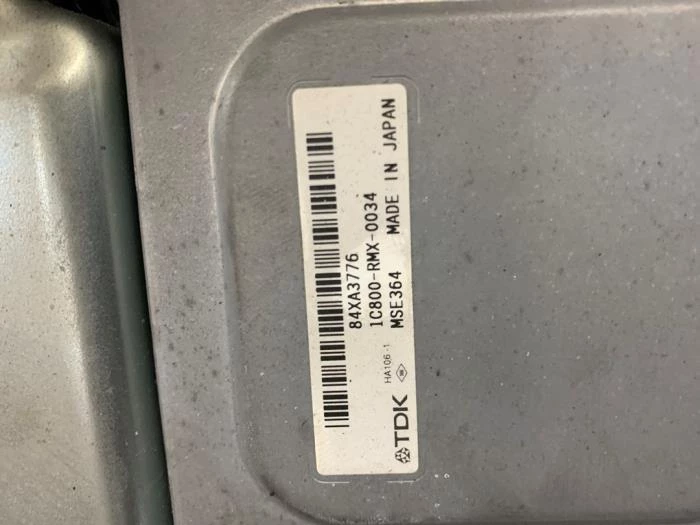 84XA3776
1C800-RMX-0034
MSE364 MADE IN JAPAN
HA106-1
TDK